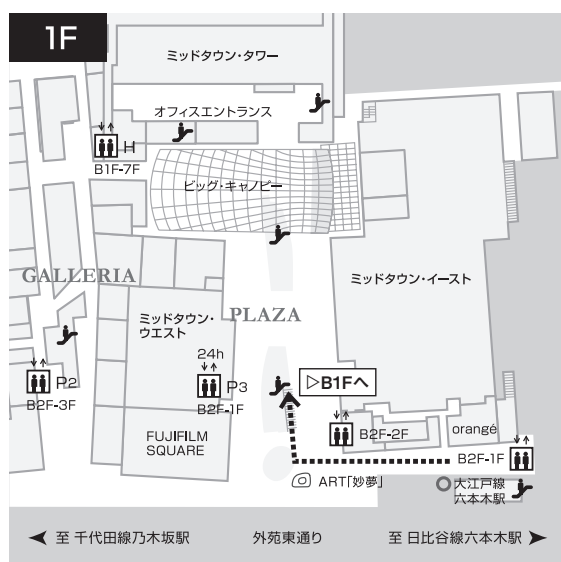 1F
ミッドタウン・タワー
オフィスエントランス
H
B1F-7F
ビッグ・キャノピー
GALLERIA
ミッドタウン・イースト
PLAZA
ミッドタウン・
ウエスト
24h
P2
B2F-3F
P3
B2F-1F
▷B1Fへ
FUJIFILM
SQUARE
B2F-2F
orangé
B2F-1F
ART「妙夢」
大江戸線
六本木駅
至 千代田線乃木坂駅
外苑東通り
至 日比谷線六本木駅